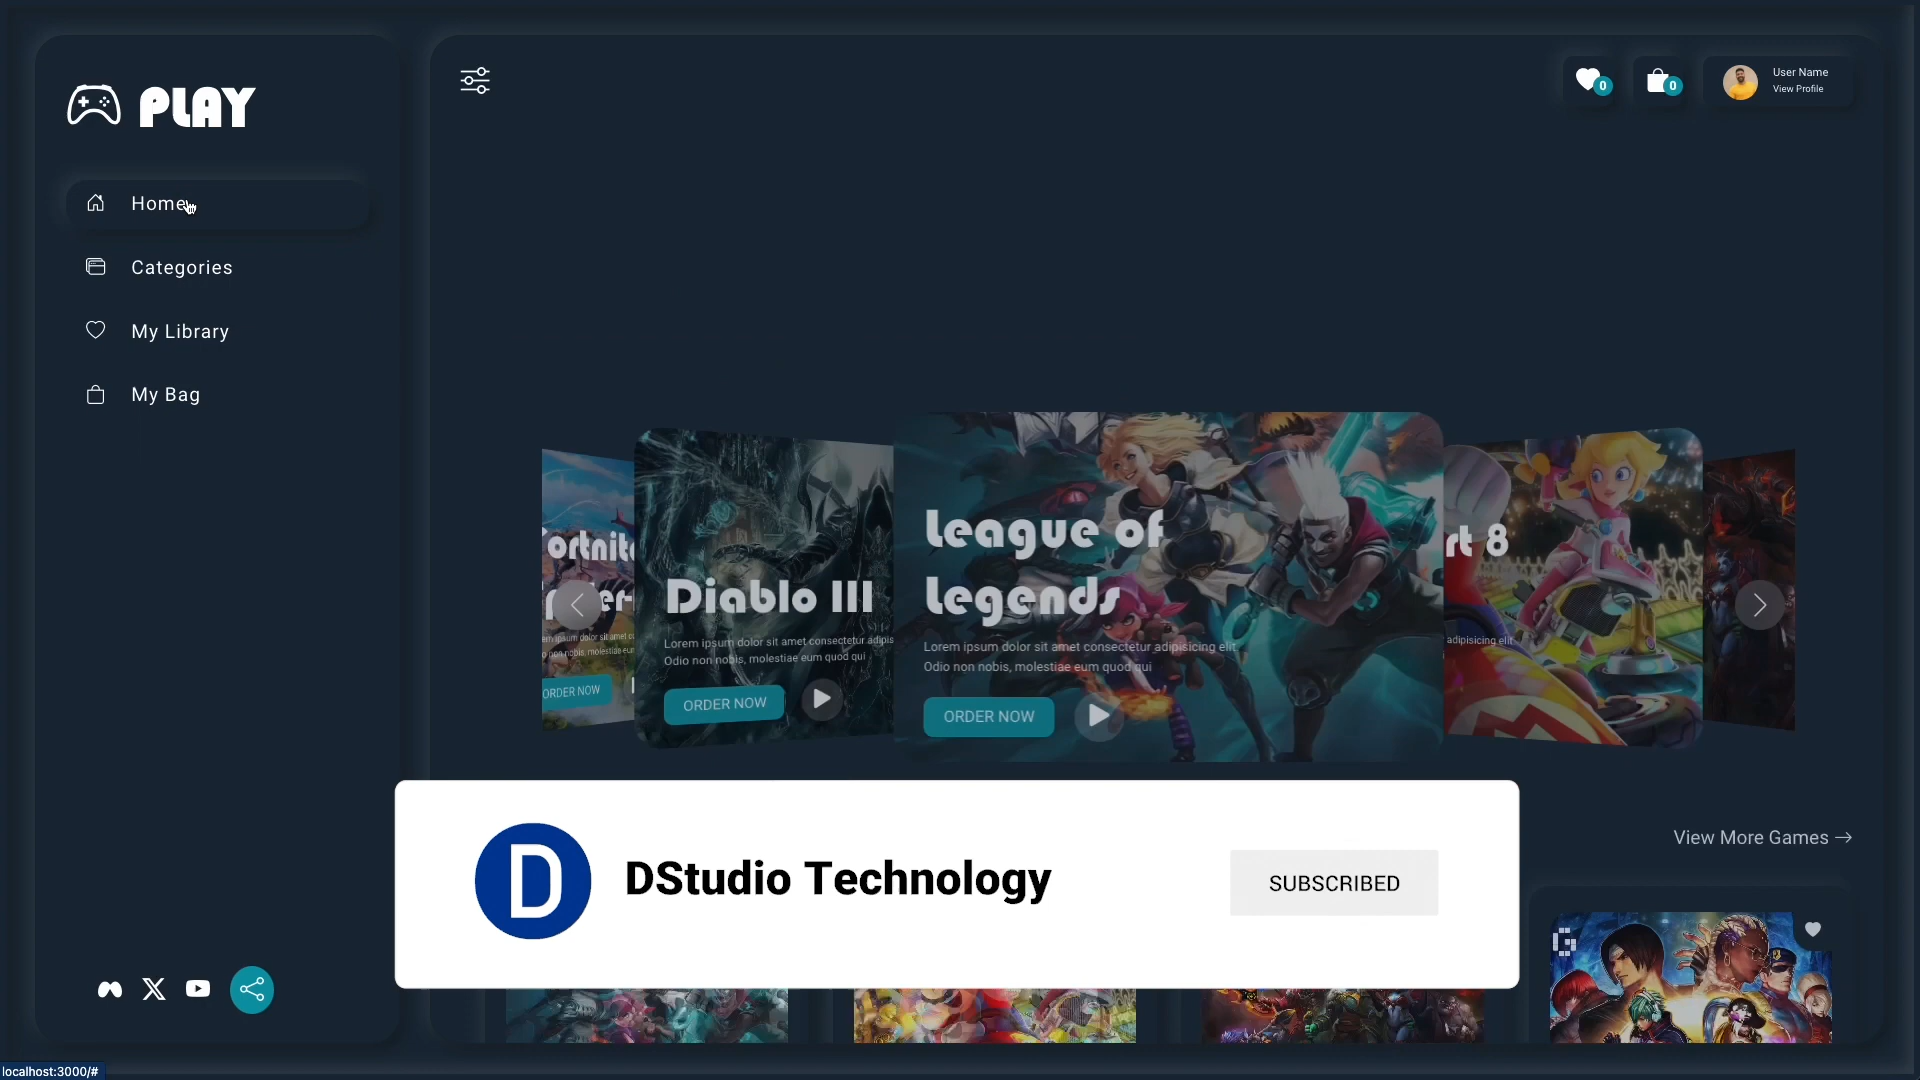 PLAY
0
0
User Name
View Profile
Home
Categories
My Library
My Bag
ORDER NOW
Diablo III
Lorem ipsum dolor sit amet consectetur adipis
Odio non nobis, molestiae eum quod qui
ORDER NOW
League of
Legends
Lorem ipsum dolor sit amet consectetur adipisicing elit.
Odio non nobis, molestiae eum quod qui
ORDER NOW
rt 8
adipisicing elit.
View More Games
D
DStudio Technology
SUBSCRIBED
localhost:3000/#